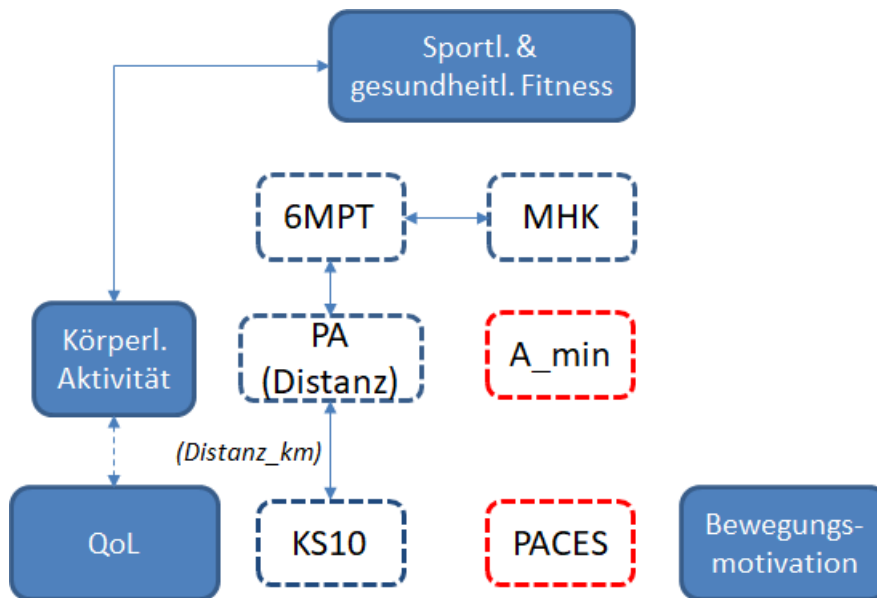 Sportl. &
gesundheitl. Fitness
6MPT
MHK
Körperl.
Aktivität
PA
(Distanz)
A_min
(Distanz_km)
QoL
KS10
PACES
Bewegungs-
motivation